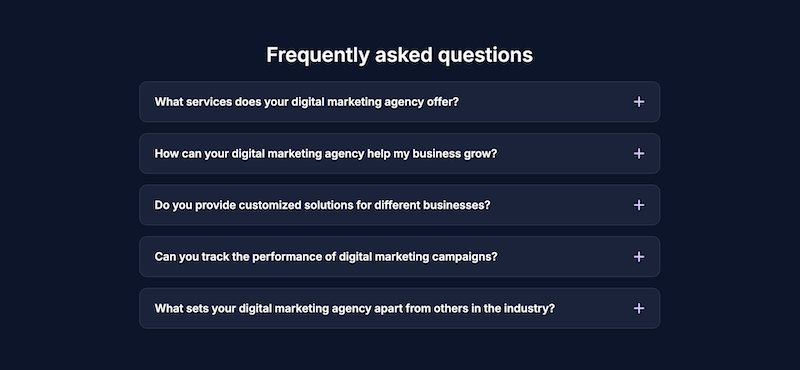 Frequently asked questions
What services does your digital marketing agency offer?
How can your digital marketing agency help my business grow?
Do you provide customized solutions for different businesses?
Can you track the performance of digital marketing campaigns?
What sets your digital marketing agency apart from others in the industry?